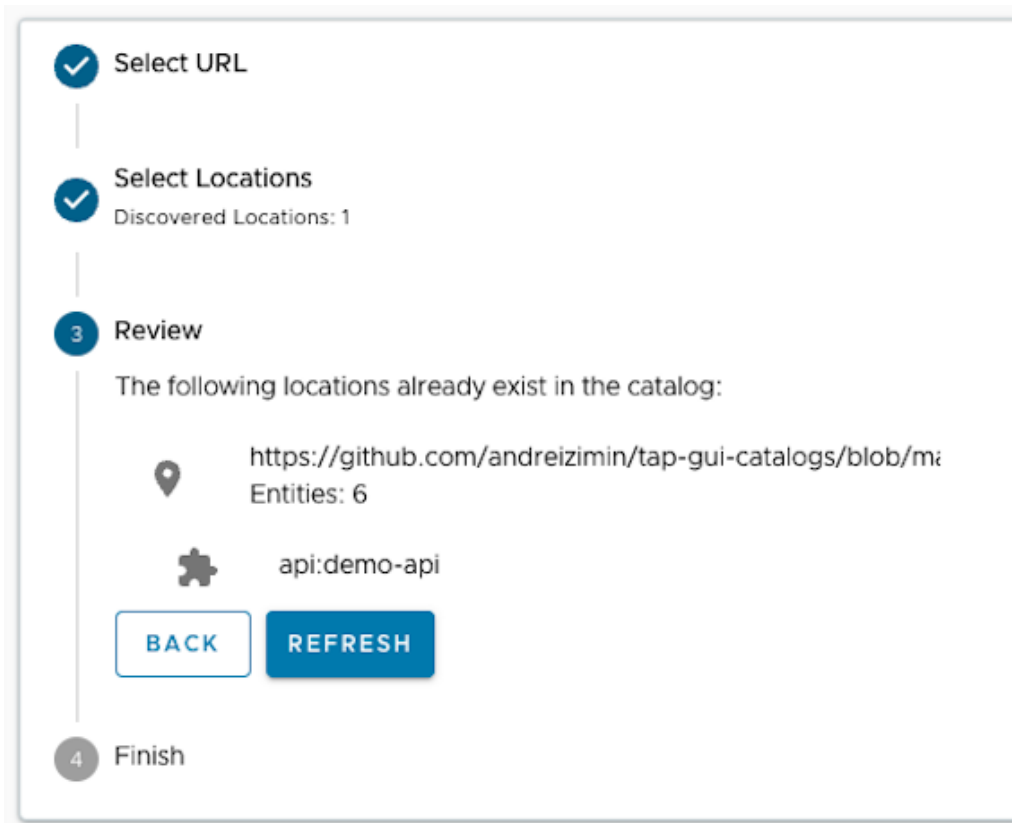 Select URL
Select Locations
Discovered Locations: 1
3 Review
The following locations already exist in the catalog:
https://github.com/andreizimin/tap-gui-catalogs/blob/ma
Entities: 6
api:demo-api
BACK REFRESH
4 Finish